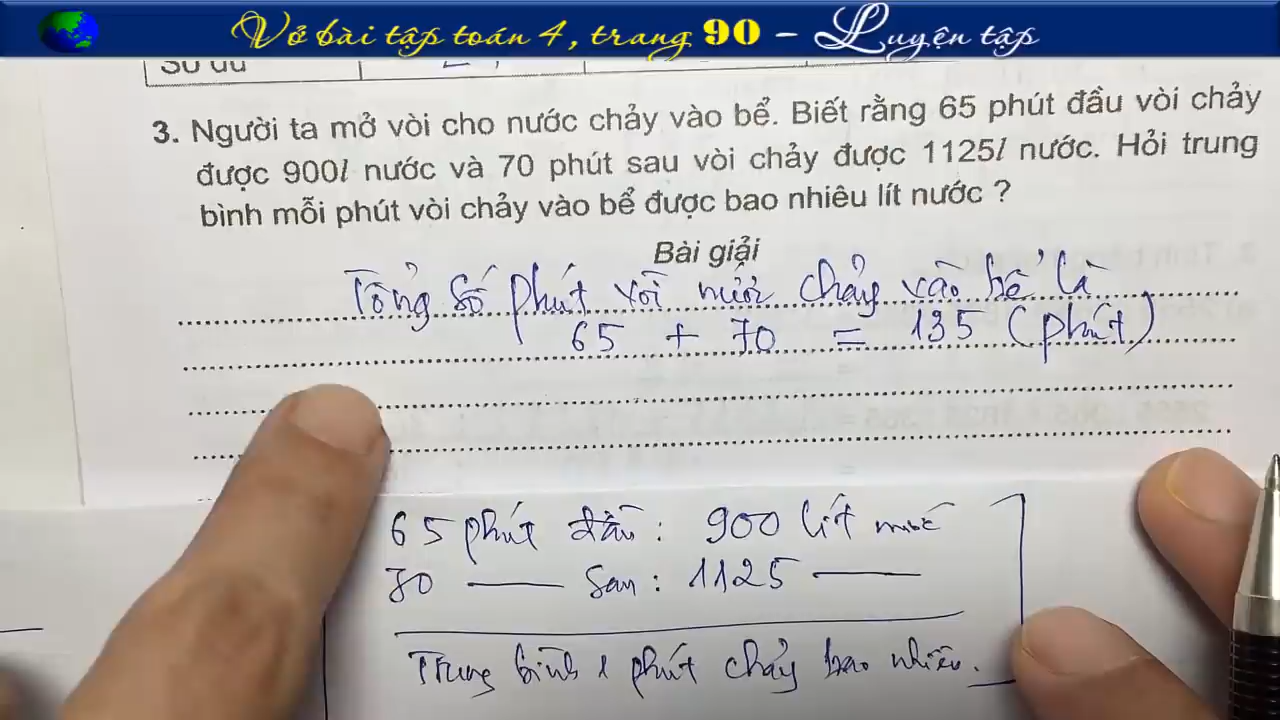 Vở bài tập toán 4, trang 90 – Luyện tập
Số dư
3. Người ta mở vòi cho nước chảy vào bể. Biết rằng 65 phút đầu vòi chảy
được 900l nước và 70 phút sau vòi chảy được 1125l nước. Hỏi trung
bình mỗi phút vòi chảy vào bể được bao nhiêu lít nước ?
Bài giải
Tổng số phút vòi nước chảy vào bể là
65 + 70 = 135 (phút)
65 phút đầu : 900 lít nước
70 —— sau : 1125 ——
Trung bình 1 phút chảy bao nhiêu.